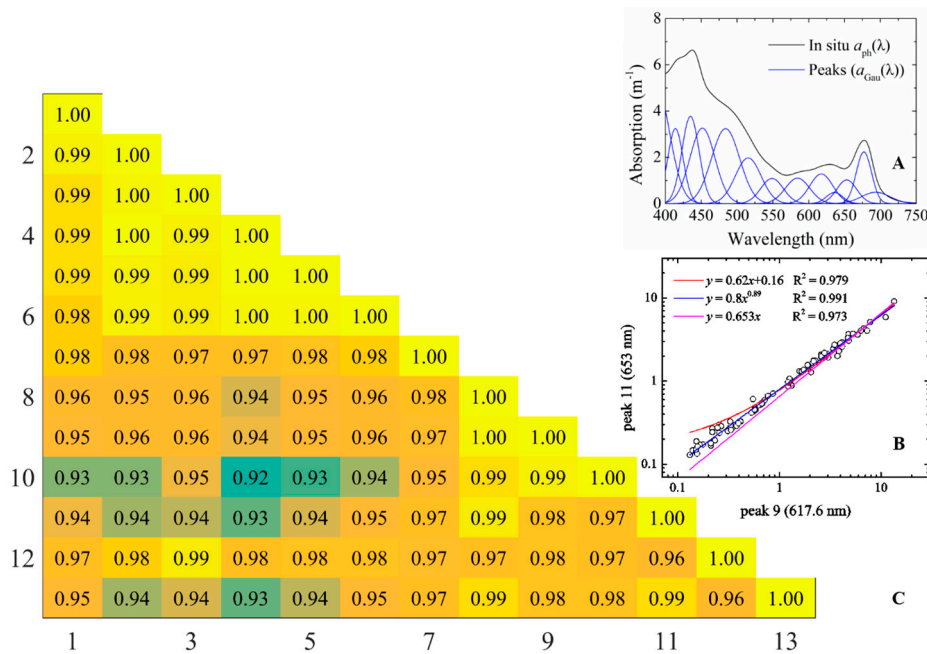 8
6
4
2
0
Absorption (m⁻¹)
In situ aph(λ)
Peaks (aGau(λ))
A
400 450 500 550 600 650 700 750
Wavelength (nm)
y = 0.62x+0.16 R² = 0.979
y = 0.8x^0.89 R² = 0.991
y = 0.653x R² = 0.973
10
1
0.1
peak 11 (653 nm)
B
0.1 1 10
peak 9 (617.6 nm)
1.00
2 0.99 1.00
0.99 1.00 1.00
4 0.99 1.00 0.99 1.00
0.99 0.99 0.99 1.00 1.00
6 0.98 0.99 0.99 1.00 1.00 1.00
0.98 0.98 0.97 0.97 0.98 0.98 1.00
8 0.96 0.95 0.96 0.94 0.95 0.96 0.98 1.00
0.95 0.96 0.96 0.94 0.95 0.96 0.97 1.00 1.00
10 0.93 0.93 0.95 0.92 0.93 0.94 0.95 0.99 0.99 1.00
0.94 0.94 0.94 0.93 0.94 0.95 0.97 0.99 0.98 0.97 1.00
12 0.97 0.98 0.99 0.98 0.98 0.98 0.97 0.97 0.98 0.97 0.96 1.00
0.95 0.94 0.94 0.93 0.94 0.95 0.97 0.99 0.98 0.98 0.99 0.96 1.00
C
1 3 5 7 9 11 13